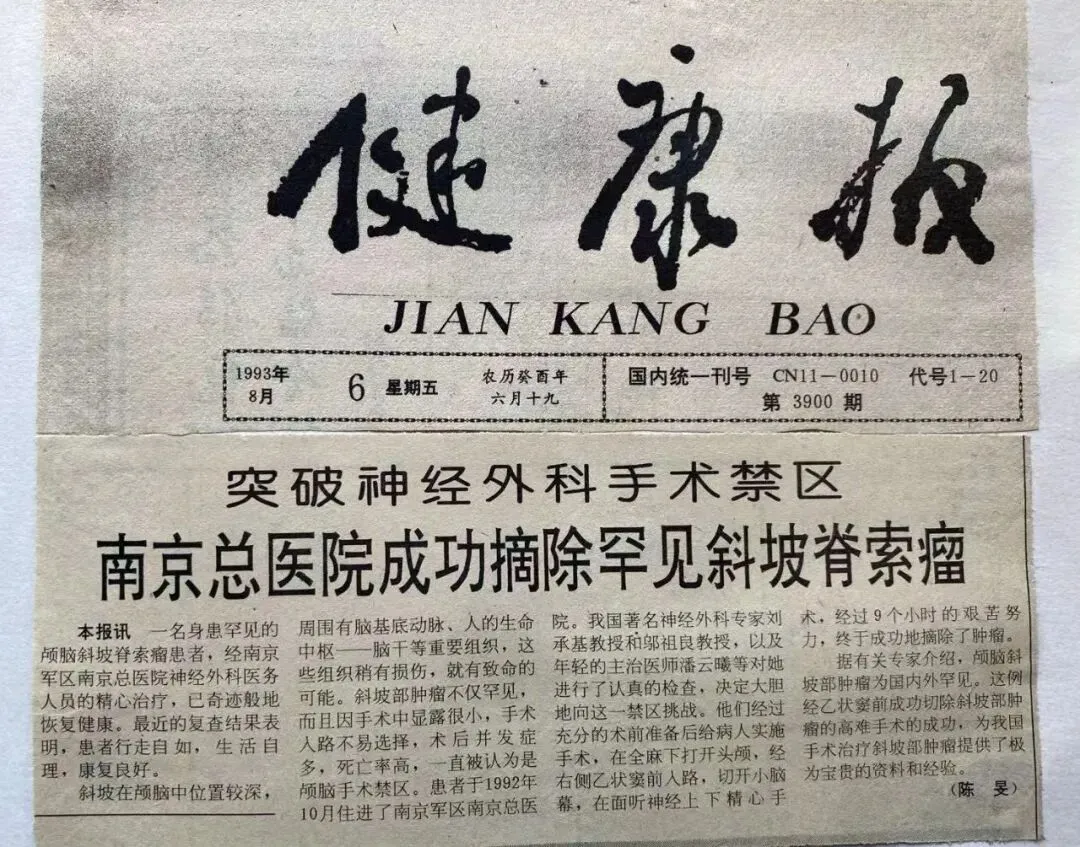 健康报
JIAN KANG BAO
1993年
8月
6 星期五
农历癸酉年
六月十九
国内统一刊号 CN11—0010 代号1—20
第 3900 期
突破神经外科手术禁区
南京总医院成功摘除罕见斜坡脊索瘤
本报讯 一名身患罕见的
颅脑斜坡脊索瘤患者，经南京
军区南京总医院神经外科医务
人员的精心治疗，已奇迹般地
恢复健康。最近的复查结果表
明，患者行走自如，生活自
理，康复良好。
斜坡在颅脑中位置较深，
周围有脑基底动脉、人的生命
中枢——脑干等重要组织，这
些组织稍有损伤，就有致命的
可能。斜坡部肿瘤不仅罕见，
而且因手术中显露很小，手术
入路不易选择，术后并发症
多，死亡率高，一直被认为是
颅脑手术禁区。患者于1992年
10月住进了南京军区南京总医
院。我国著名神经外科专家刘
承基教授和邬祖良教授，以及
年轻的主治医师潘云曦等对她
进行了认真的检查，决定大胆
地向这一禁区挑战。他们经过
充分的术前准备后给病人实施
手术，在全麻下打开头颅，经
右侧乙状窦前入路，切开小脑
幕，在面听神经上下精心手
术，经过9个小时的艰苦努
力，终于成功地摘除了肿瘤。
据有关专家介绍，颅脑斜
坡部肿瘤为国内外罕见。这例
经乙状窦前成功切除斜坡部肿
瘤的高难手术的成功，为我国
手术治疗斜坡部肿瘤提供了极
为宝贵的资料和经验。
（陈 旻）